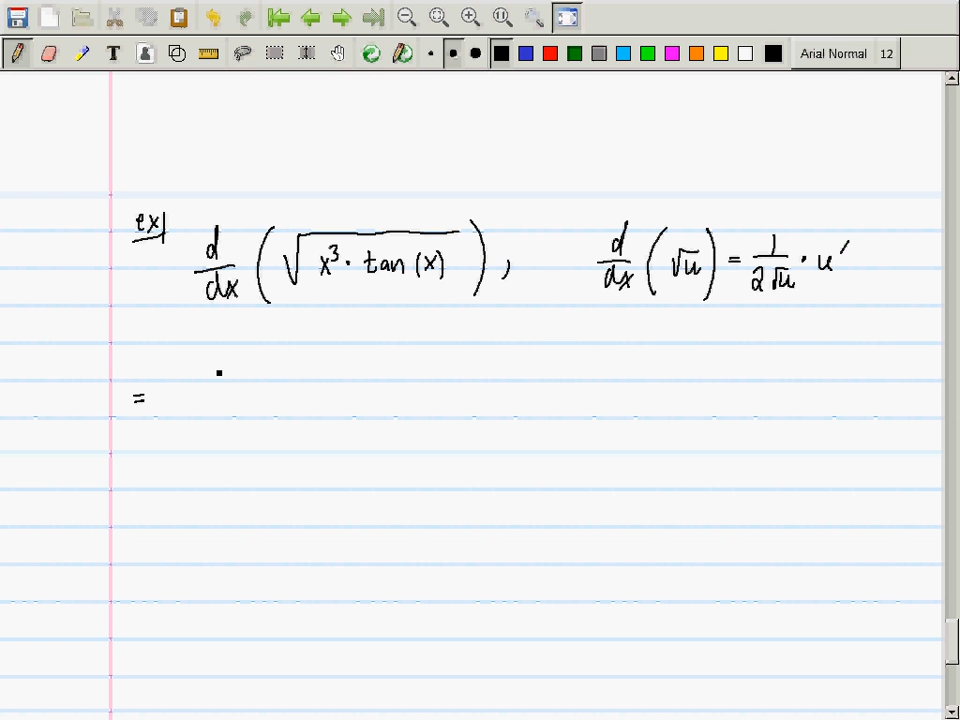 T Arial Normal 12
ex|
d/dx (√(x³ · tan (x))) , d/dx (√u) = 1/(2√u) · u′
=